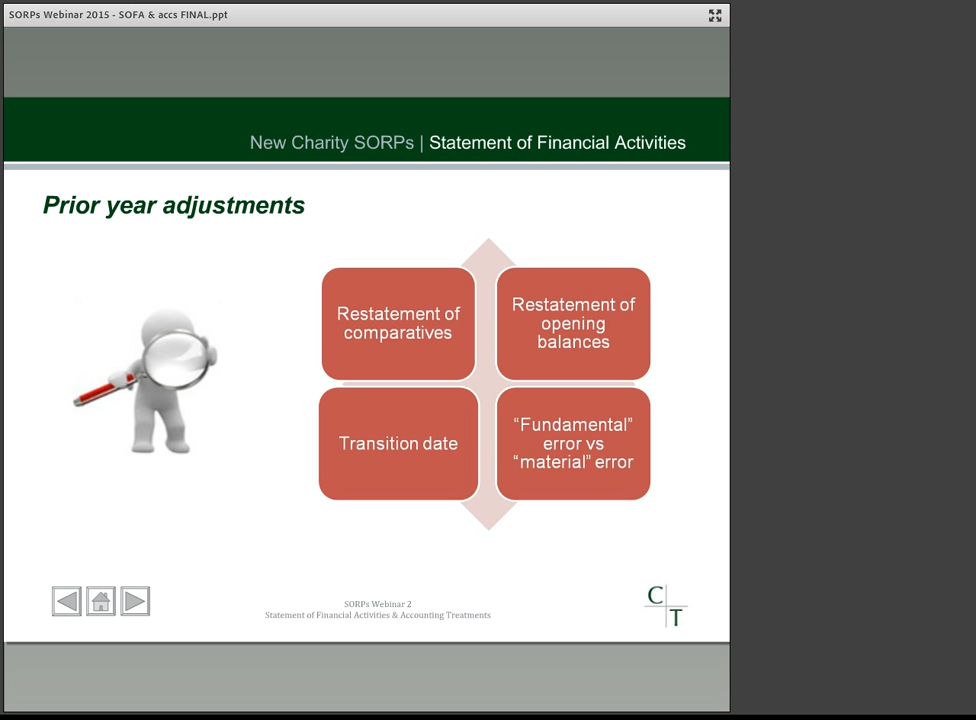 SORPs Webinar 2015 - SOFA & accs FINAL.ppt
New Charity SORPs | Statement of Financial Activities
Prior year adjustments
Restatement of
comparatives
Restatement of
opening
balances
Transition date
“Fundamental”
error vs
“material” error
SORPs Webinar 2
Statement of Financial Activities & Accounting Treatments
C
T